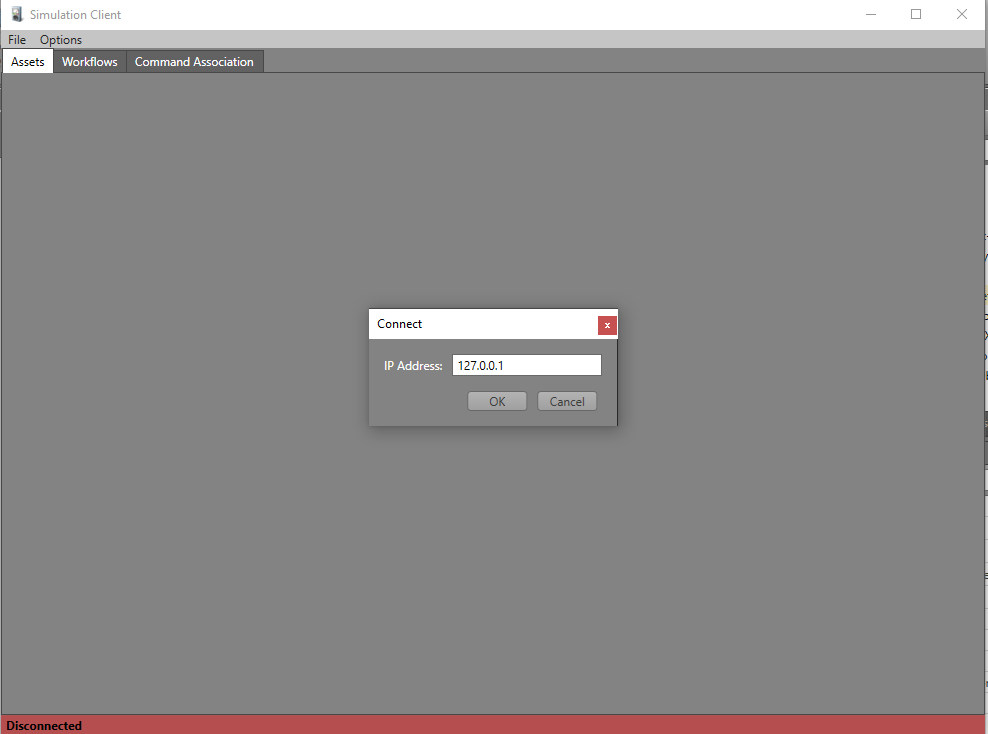 Simulation Client
File Options
Assets Workflows Command Association
Connect
x
IP Address: 127.0.0.1
OK Cancel
Disconnected